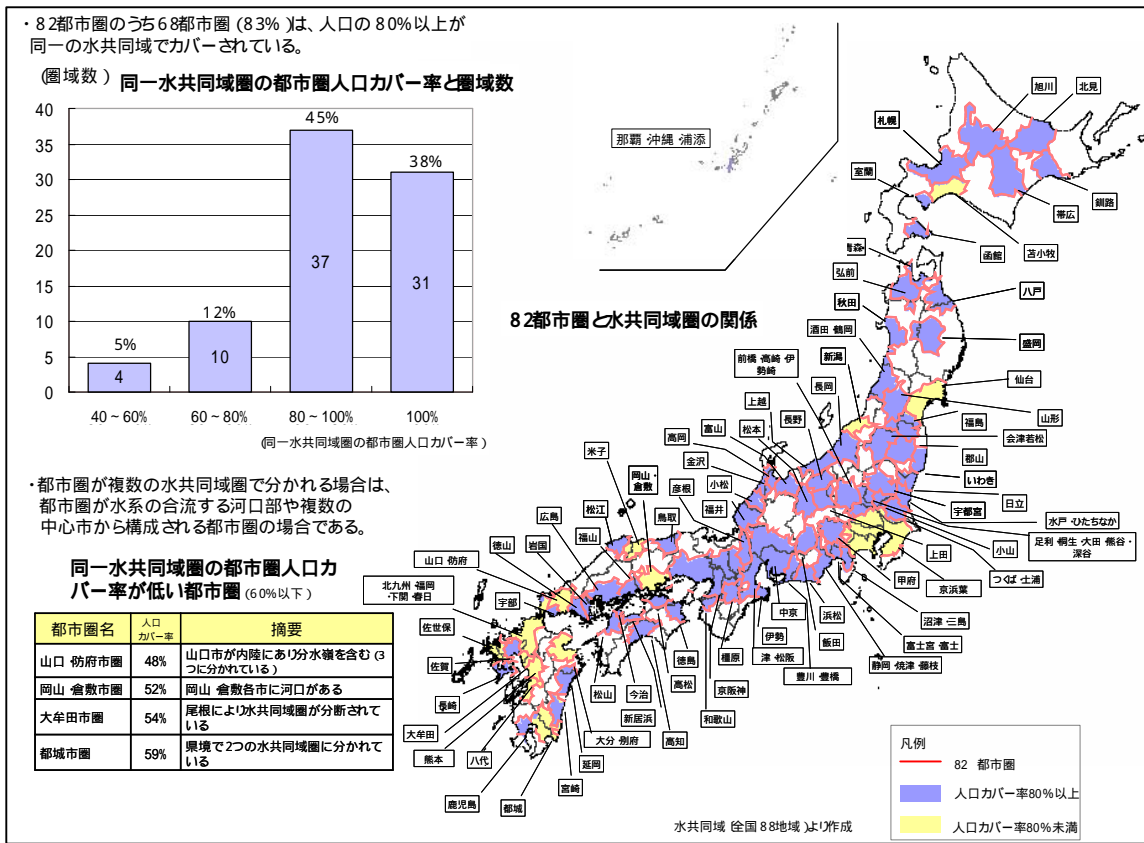 ・82都市圏のうち68都市圏(83%)は、人口の80%以上が
同一の水共同域でカバーされている。
(圏域数)
同一水共同域圏の都市圏人口カバー率と圏域数
40
35
30
25
20
15
10
5
0
5%
12%
45%
38%
4
10
37
31
40～60%
60～80%
80～100%
100%
(同一水共同域圏の都市圏人口カバー率)
・都市圏が複数の水共同域圏で分かれる場合は、
都市圏が水系の合流する河口部や複数の
中心市から構成される都市圏の場合である。
同一水共同域圏の都市圏人口カ
バー率が低い都市圏(60%以下)
都市圏名 人口カバー率 摘要
山口・防府市圏 48% 山口市が内陸にあり分水嶺を含む(3つに分かれている)
岡山・倉敷市圏 52% 岡山・倉敷各市に河口がある
大牟田市圏 54% 尾根により水共同域圏が分断されている
都城市圏 59% 県境で2つの水共同域圏に分かれている
82都市圏と水共同域圏の関係
那覇・沖縄・浦添
旭川
北見
札幌
室蘭
釧路
帯広
苫小牧
函館
青森
弘前
八戸
秋田
盛岡
酒田・鶴岡
前橋・高崎・伊勢崎
新潟
仙台
長岡
山形
上越
福島
長野
松本
富山
会津若松
高岡
郡山
米子
金沢
いわき
岡山・倉敷
彦根
小松
日立
広島
松江
鳥取
福井
宇都宮
水戸・ひたちなか
徳山
岩国
福山
足利・桐生・太田・熊谷・深谷
山口・防府
小山
上田
北九州・福岡・下関・春日
つくば・土浦
甲府
京浜葉
宇部
中京
浜松
沼津・三島
佐世保
伊勢
飯田
富士宮・富士
佐賀
徳島
橿原
津・松阪
静岡・焼津・藤枝
長崎
松山
今治
高松
京阪神
豊川・豊橋
新居浜
和歌山
大牟田
大分・別府
高知
熊本
八代
延岡
宮崎
鹿児島
都城
凡例
82 都市圏
人口カバー率80%以上
人口カバー率80%未満
水共同域(全国88地域)より作成